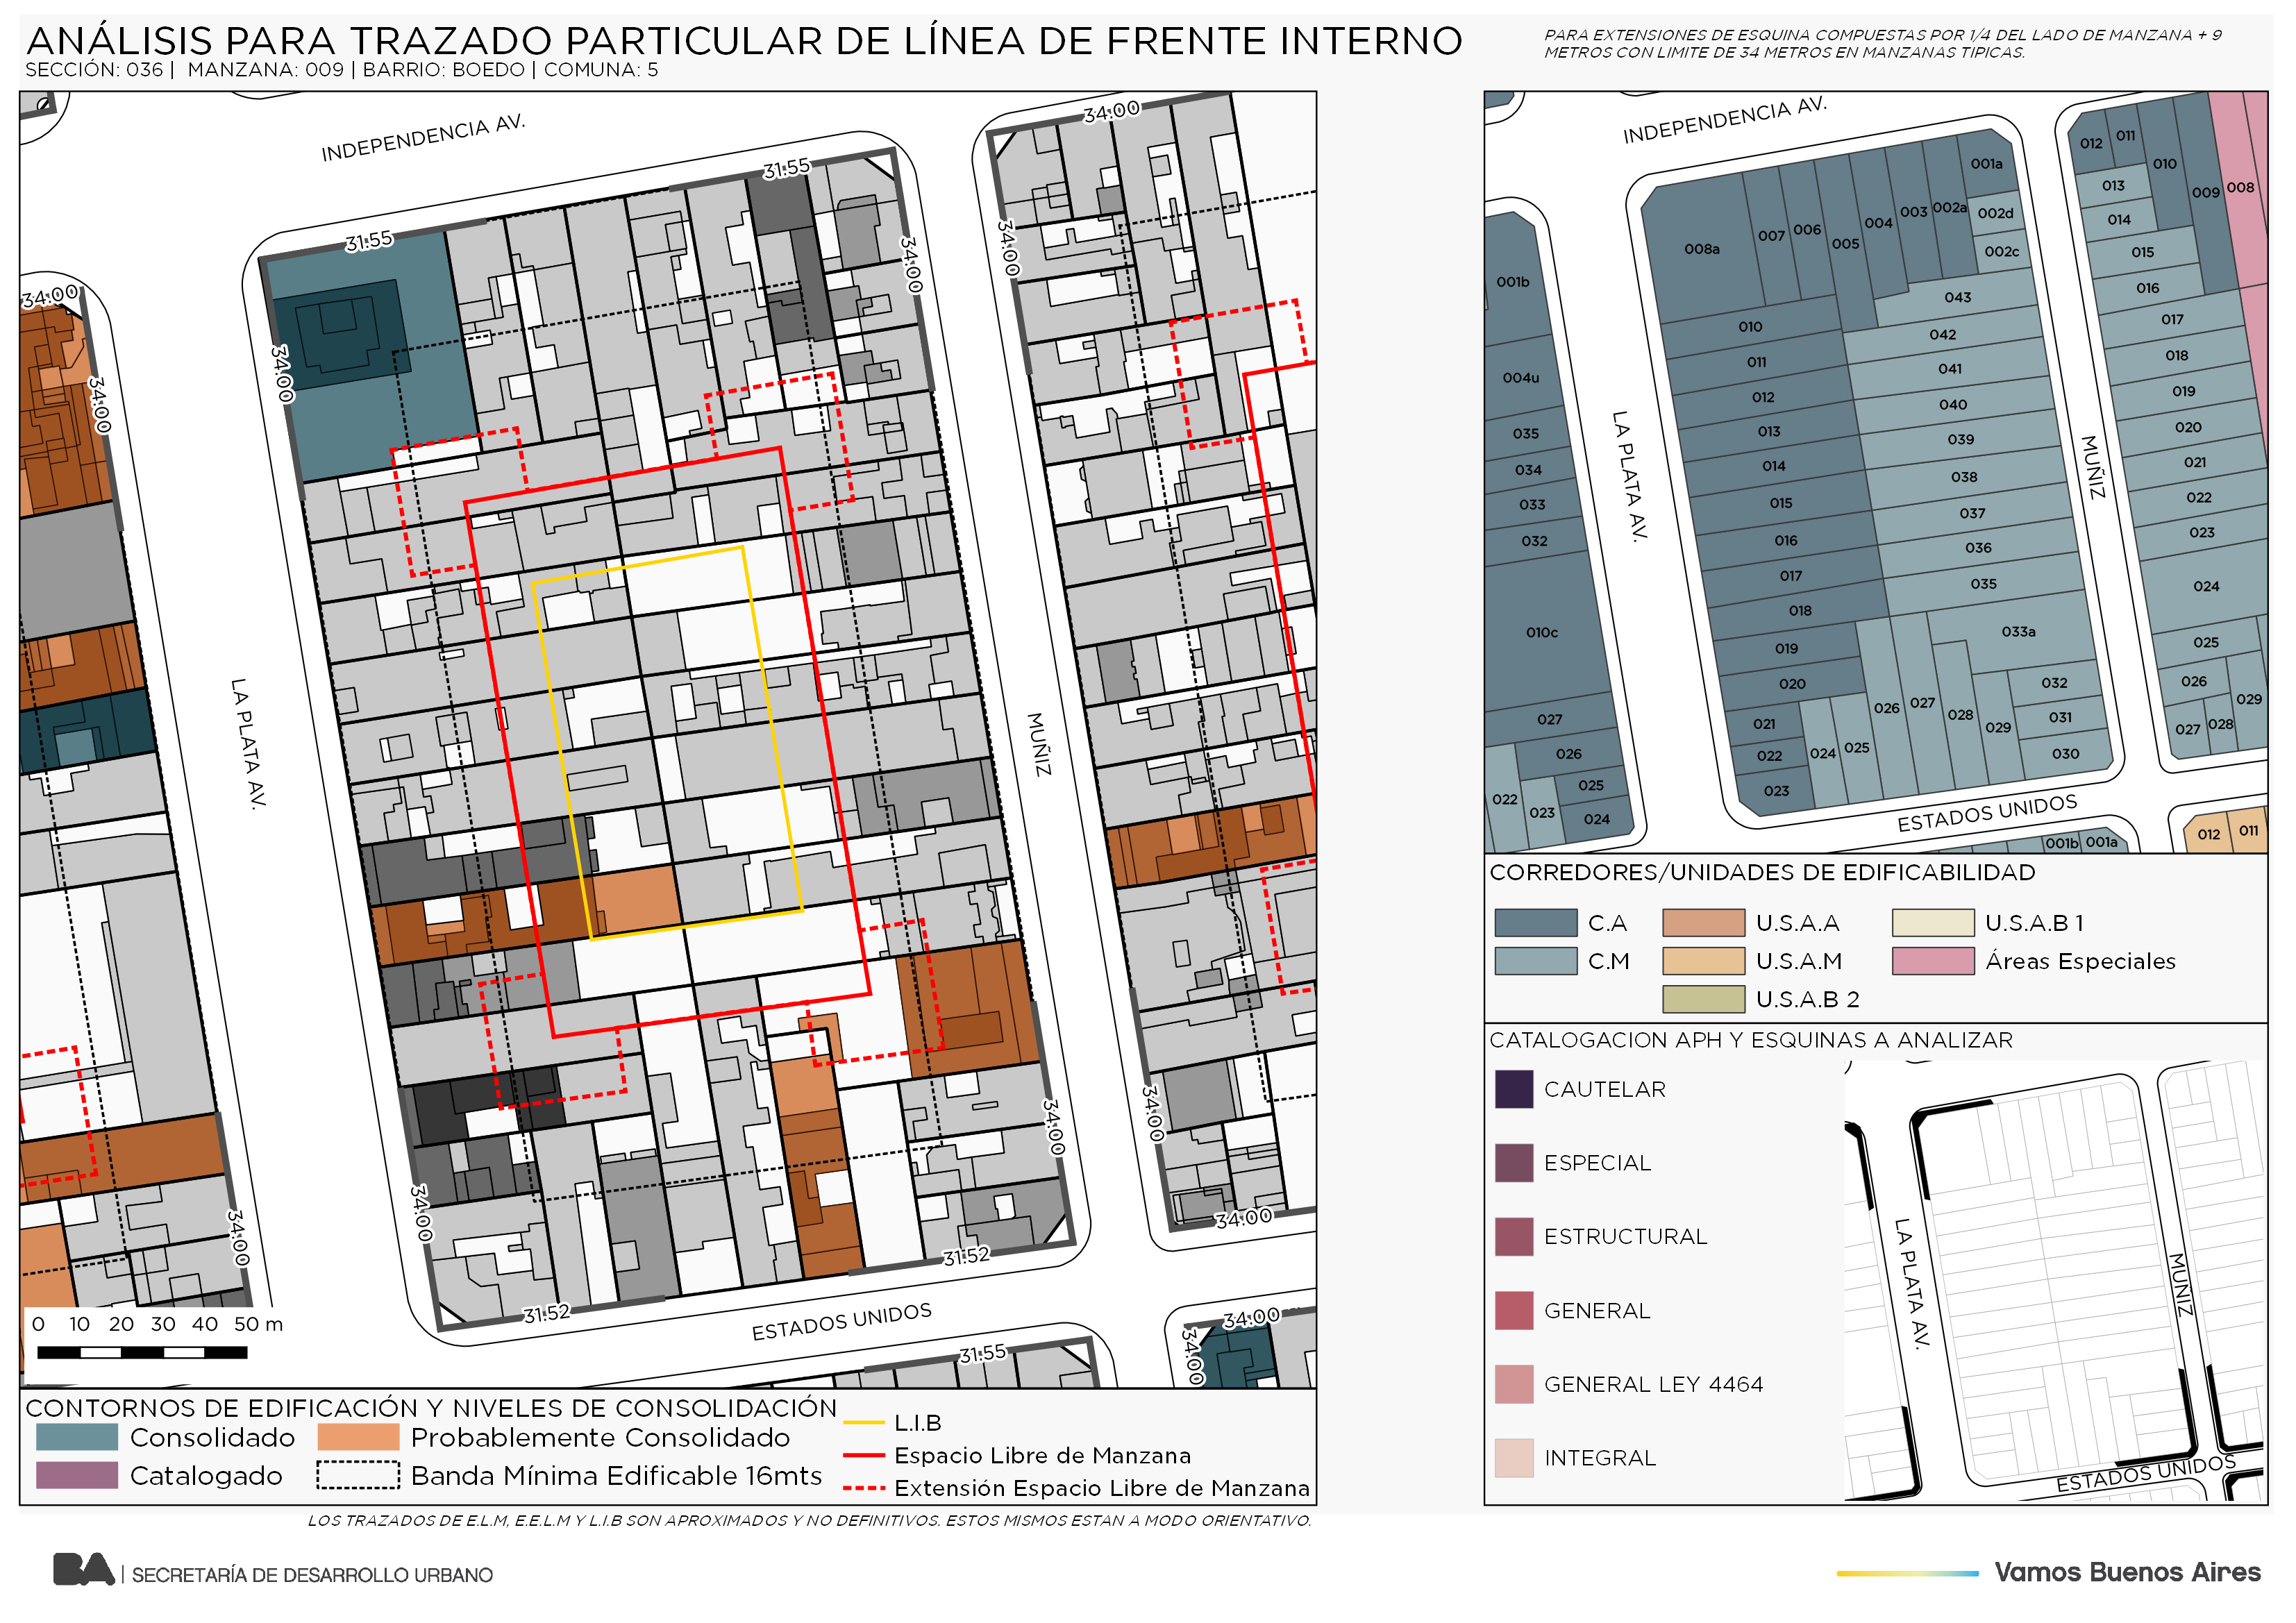 ANÁLISIS PARA TRAZADO PARTICULAR DE LÍNEA DE FRENTE INTERNO
SECCIÓN: 036 | MANZANA: 009 | BARRIO: BOEDO | COMUNA: 5
PARA EXTENSIONES DE ESQUINA COMPUESTAS POR 1/4 DEL LADO DE MANZANA + 9
METROS CON LIMITE DE 34 METROS EN MANZANAS TIPICAS.
INDEPENDENCIA AV.
34.00
31.55
31.55
34.00
34.00
34.00
34.00
34.00
LA PLATA AV.
MUÑIZ
34.00
34.00
34.00
34.00
34.00
31.52
31.52
ESTADOS UNIDOS
31.55
34.00
34.00
0 10 20 30 40 50 m
CONTORNOS DE EDIFICACIÓN Y NIVELES DE CONSOLIDACIÓN
Consolidado
Probablemente Consolidado
Catalogado
Banda Mínima Edificable 16mts
L.I.B
Espacio Libre de Manzana
Extensión Espacio Libre de Manzana
LOS TRAZADOS DE E.L.M, E.E.L.M Y L.I.B SON APROXIMADOS Y NO DEFINITIVOS. ESTOS MISMOS ESTAN A MODO ORIENTATIVO.
INDEPENDENCIA AV.
LA PLATA AV.
MUÑIZ
ESTADOS UNIDOS
001b
004u
035
034
033
032
010c
027
026
025
024
022
023
008a
007
006
005
004
003
002a
001a
002d
002c
010
011
012
013
014
015
016
017
018
019
020
021
022
023
024
025
026
027
028
029
030
031
032
033a
035
036
037
038
039
040
041
042
043
012
011
010
009
008
013
014
015
016
017
018
019
020
021
022
023
024
025
026
027
028
029
001b
001a
012
011
CORREDORES/UNIDADES DE EDIFICABILIDAD
C.A
U.S.A.A
U.S.A.B 1
C.M
U.S.A.M
Áreas Especiales
U.S.A.B 2
CATALOGACION APH Y ESQUINAS A ANALIZAR
CAUTELAR
ESPECIAL
ESTRUCTURAL
GENERAL
GENERAL LEY 4464
INTEGRAL
LA PLATA AV.
MUÑIZ
ESTADOS UNIDOS
BA | SECRETARÍA DE DESARROLLO URBANO
Vamos Buenos Aires